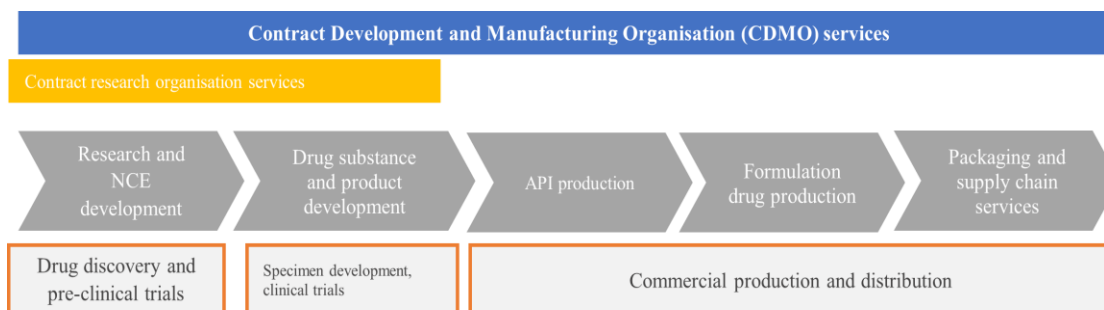 Contract Development and Manufacturing Organisation (CDMO) services
Contract research organisation services
Research and
NCE
development
Drug substance
and product
development
API production
Formulation
drug production
Packaging and
supply chain
services
Drug discovery and
pre-clinical trials
Specimen development,
clinical trials
Commercial production and distribution